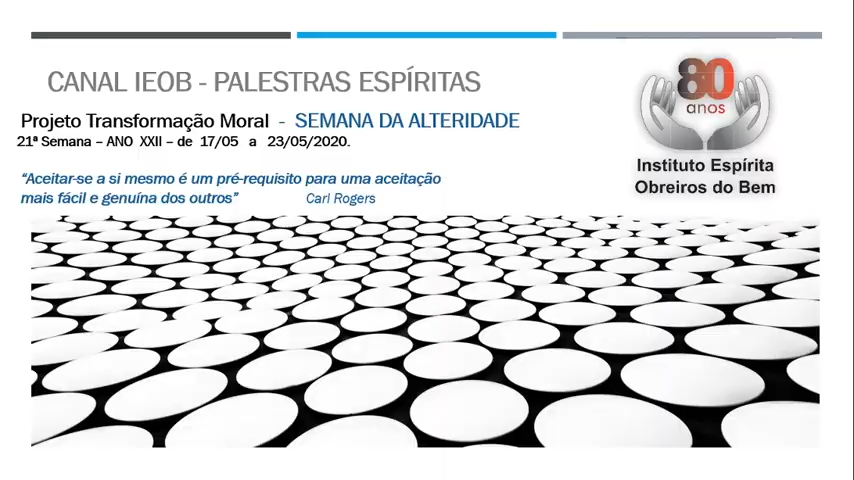 CANAL IEOB - PALESTRAS ESPÍRITAS
Projeto Transformação Moral - SEMANA DA ALTERIDADE
21ª Semana – ANO XXII – de 17/05 a 23/05/2020.
“Aceitar-se a si mesmo é um pré-requisito para uma aceitação
mais fácil e genuína dos outros” Carl Rogers
80
anos
Instituto Espírita
Obreiros do Bem